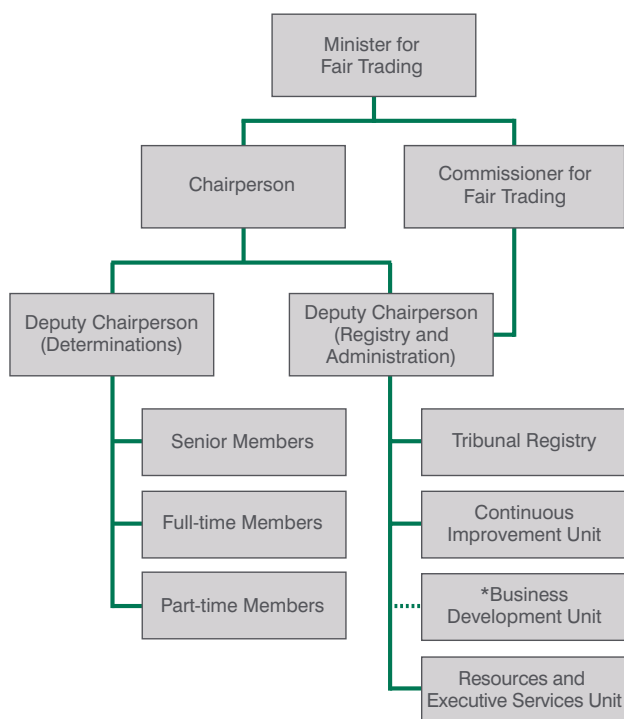 Minister for
Fair Trading
Chairperson
Commissioner for
Fair Trading
Deputy Chairperson
(Determinations)
Deputy Chairperson
(Registry and
Administration)
Senior Members
Tribunal Registry
Full-time Members
Continuous
Improvement Unit
Part-time Members
*Business
Development Unit
Resources and
Executive Services Unit